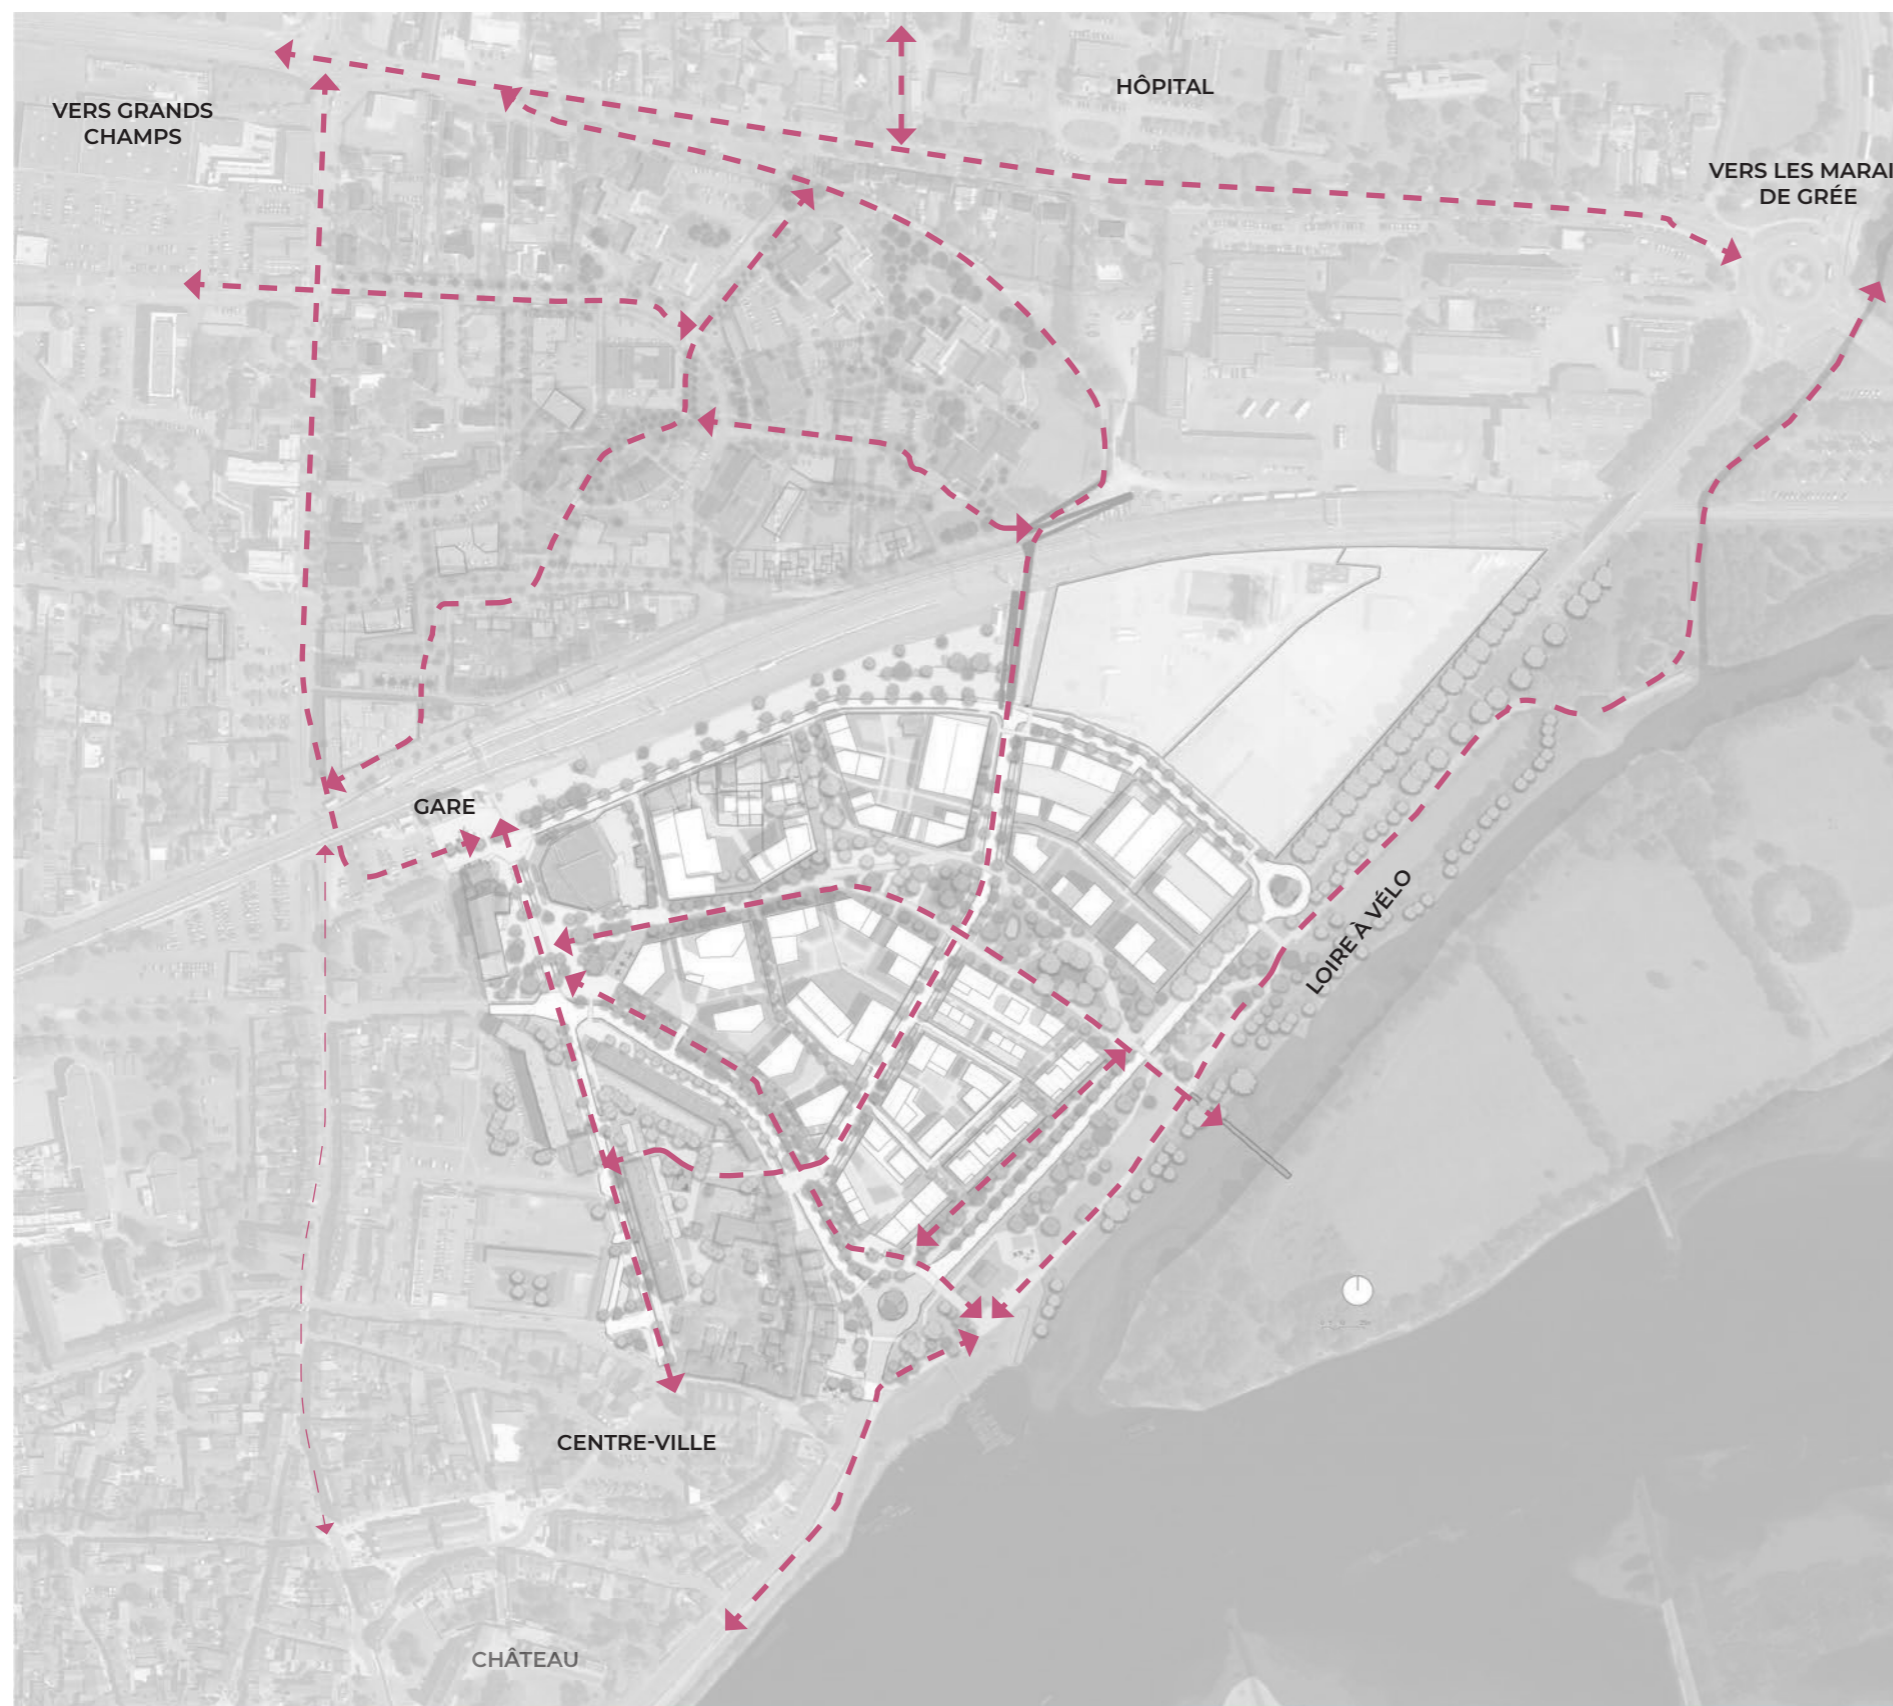 HÔPITAL
VERS GRANDS
CHAMPS
VERS LES MARAI
DE GRÉE
GARE
LOIRE À VÉLO
CENTRE-VILLE
CHÂTEAU